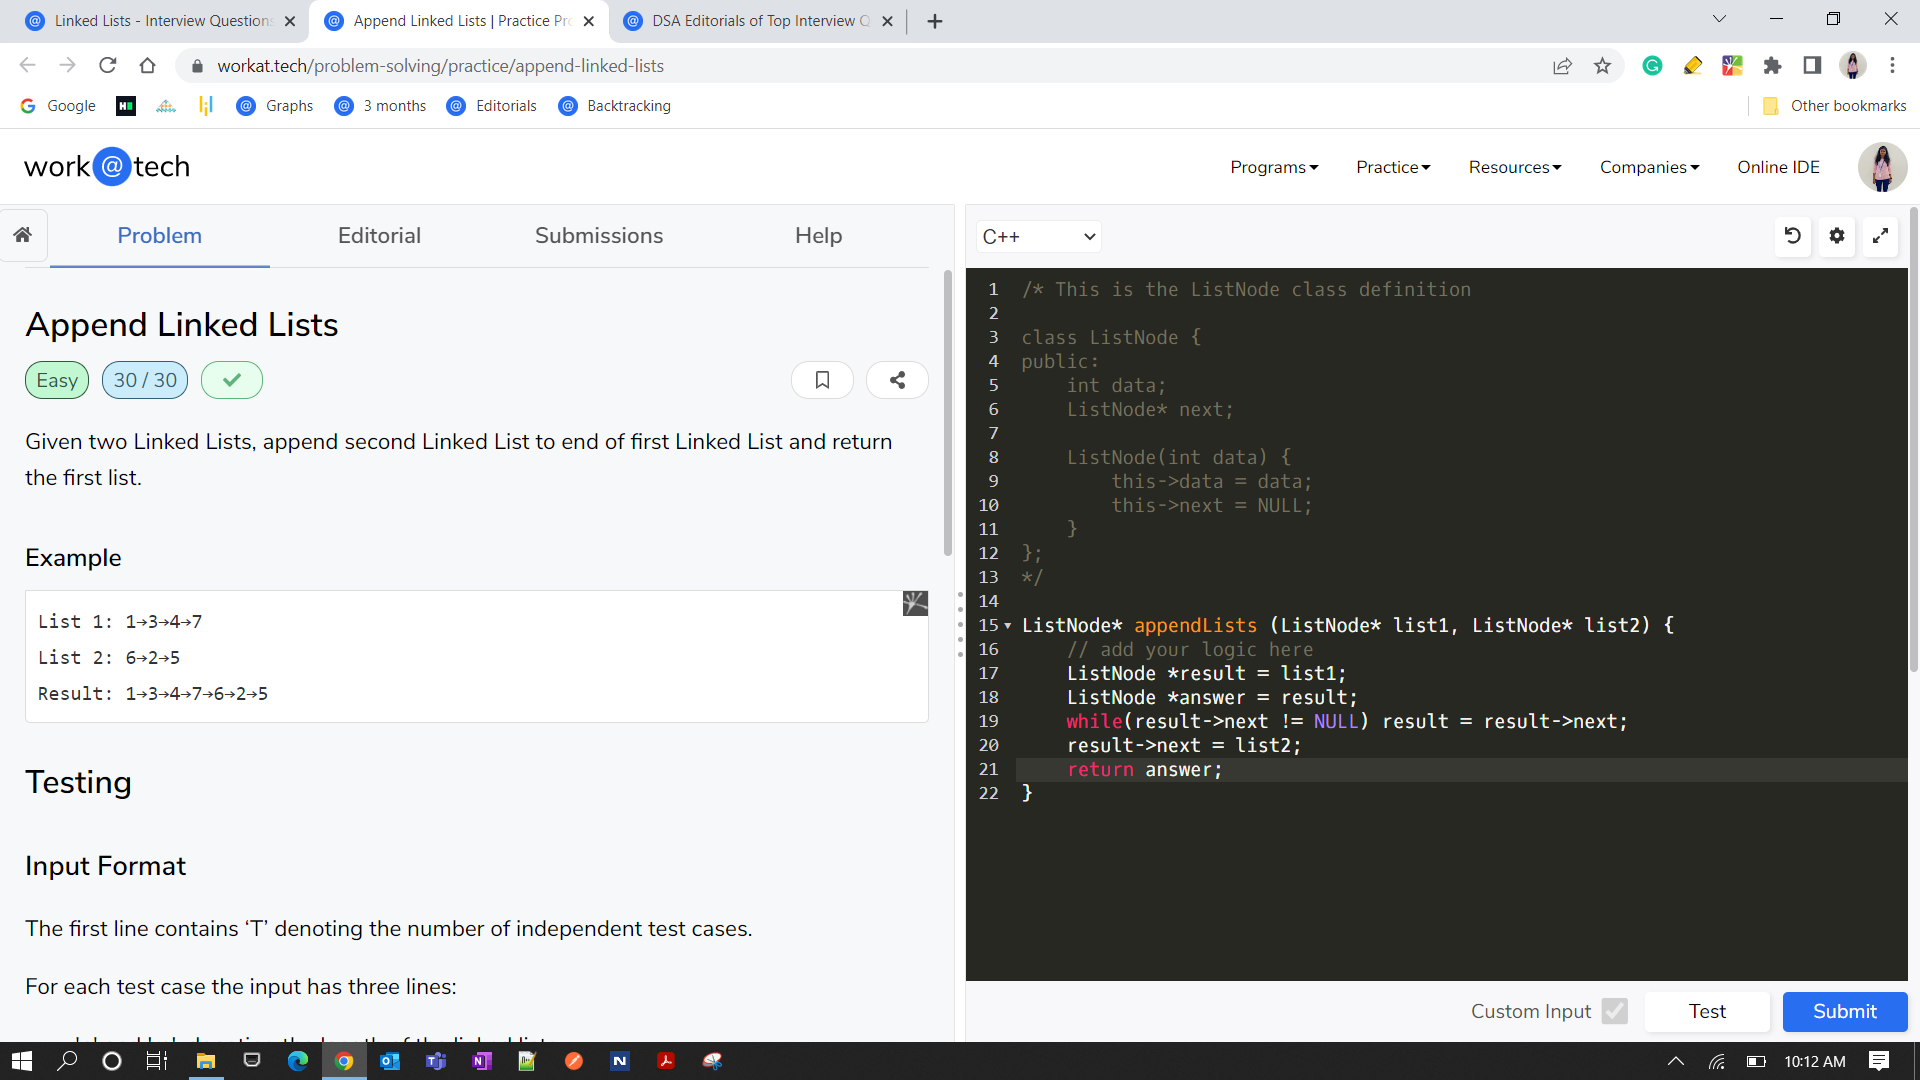 Linked Lists - Interview Questions
Append Linked Lists | Practice Pro
DSA Editorials of Top Interview Q
workat.tech/problem-solving/practice/append-linked-lists
Google
Graphs
3 months
Editorials
Backtracking
Other bookmarks
work@tech
Programs
Practice
Resources
Companies
Online IDE
Problem
Editorial
Submissions
Help
C++
Append Linked Lists
Easy
30 / 30
Given two Linked Lists, append second Linked List to end of first Linked List and return
the first list.
Example
List 1: 1→3→4→7
List 2: 6→2→5
Result: 1→3→4→7→6→2→5
Testing
Input Format
The first line contains ‘T’ denoting the number of independent test cases.
For each test case the input has three lines:
1 /* This is the ListNode class definition
2
3 class ListNode {
4 public:
5     int data;
6     ListNode* next;
7
8     ListNode(int data) {
9         this->data = data;
10         this->next = NULL;
11     }
12 };
13 */
14
15 ListNode* appendLists (ListNode* list1, ListNode* list2) {
16     // add your logic here
17     ListNode *result = list1;
18     ListNode *answer = result;
19     while(result->next != NULL) result = result->next;
20     result->next = list2;
21     return answer;
22 }
Custom Input
Test
Submit
10:12 AM